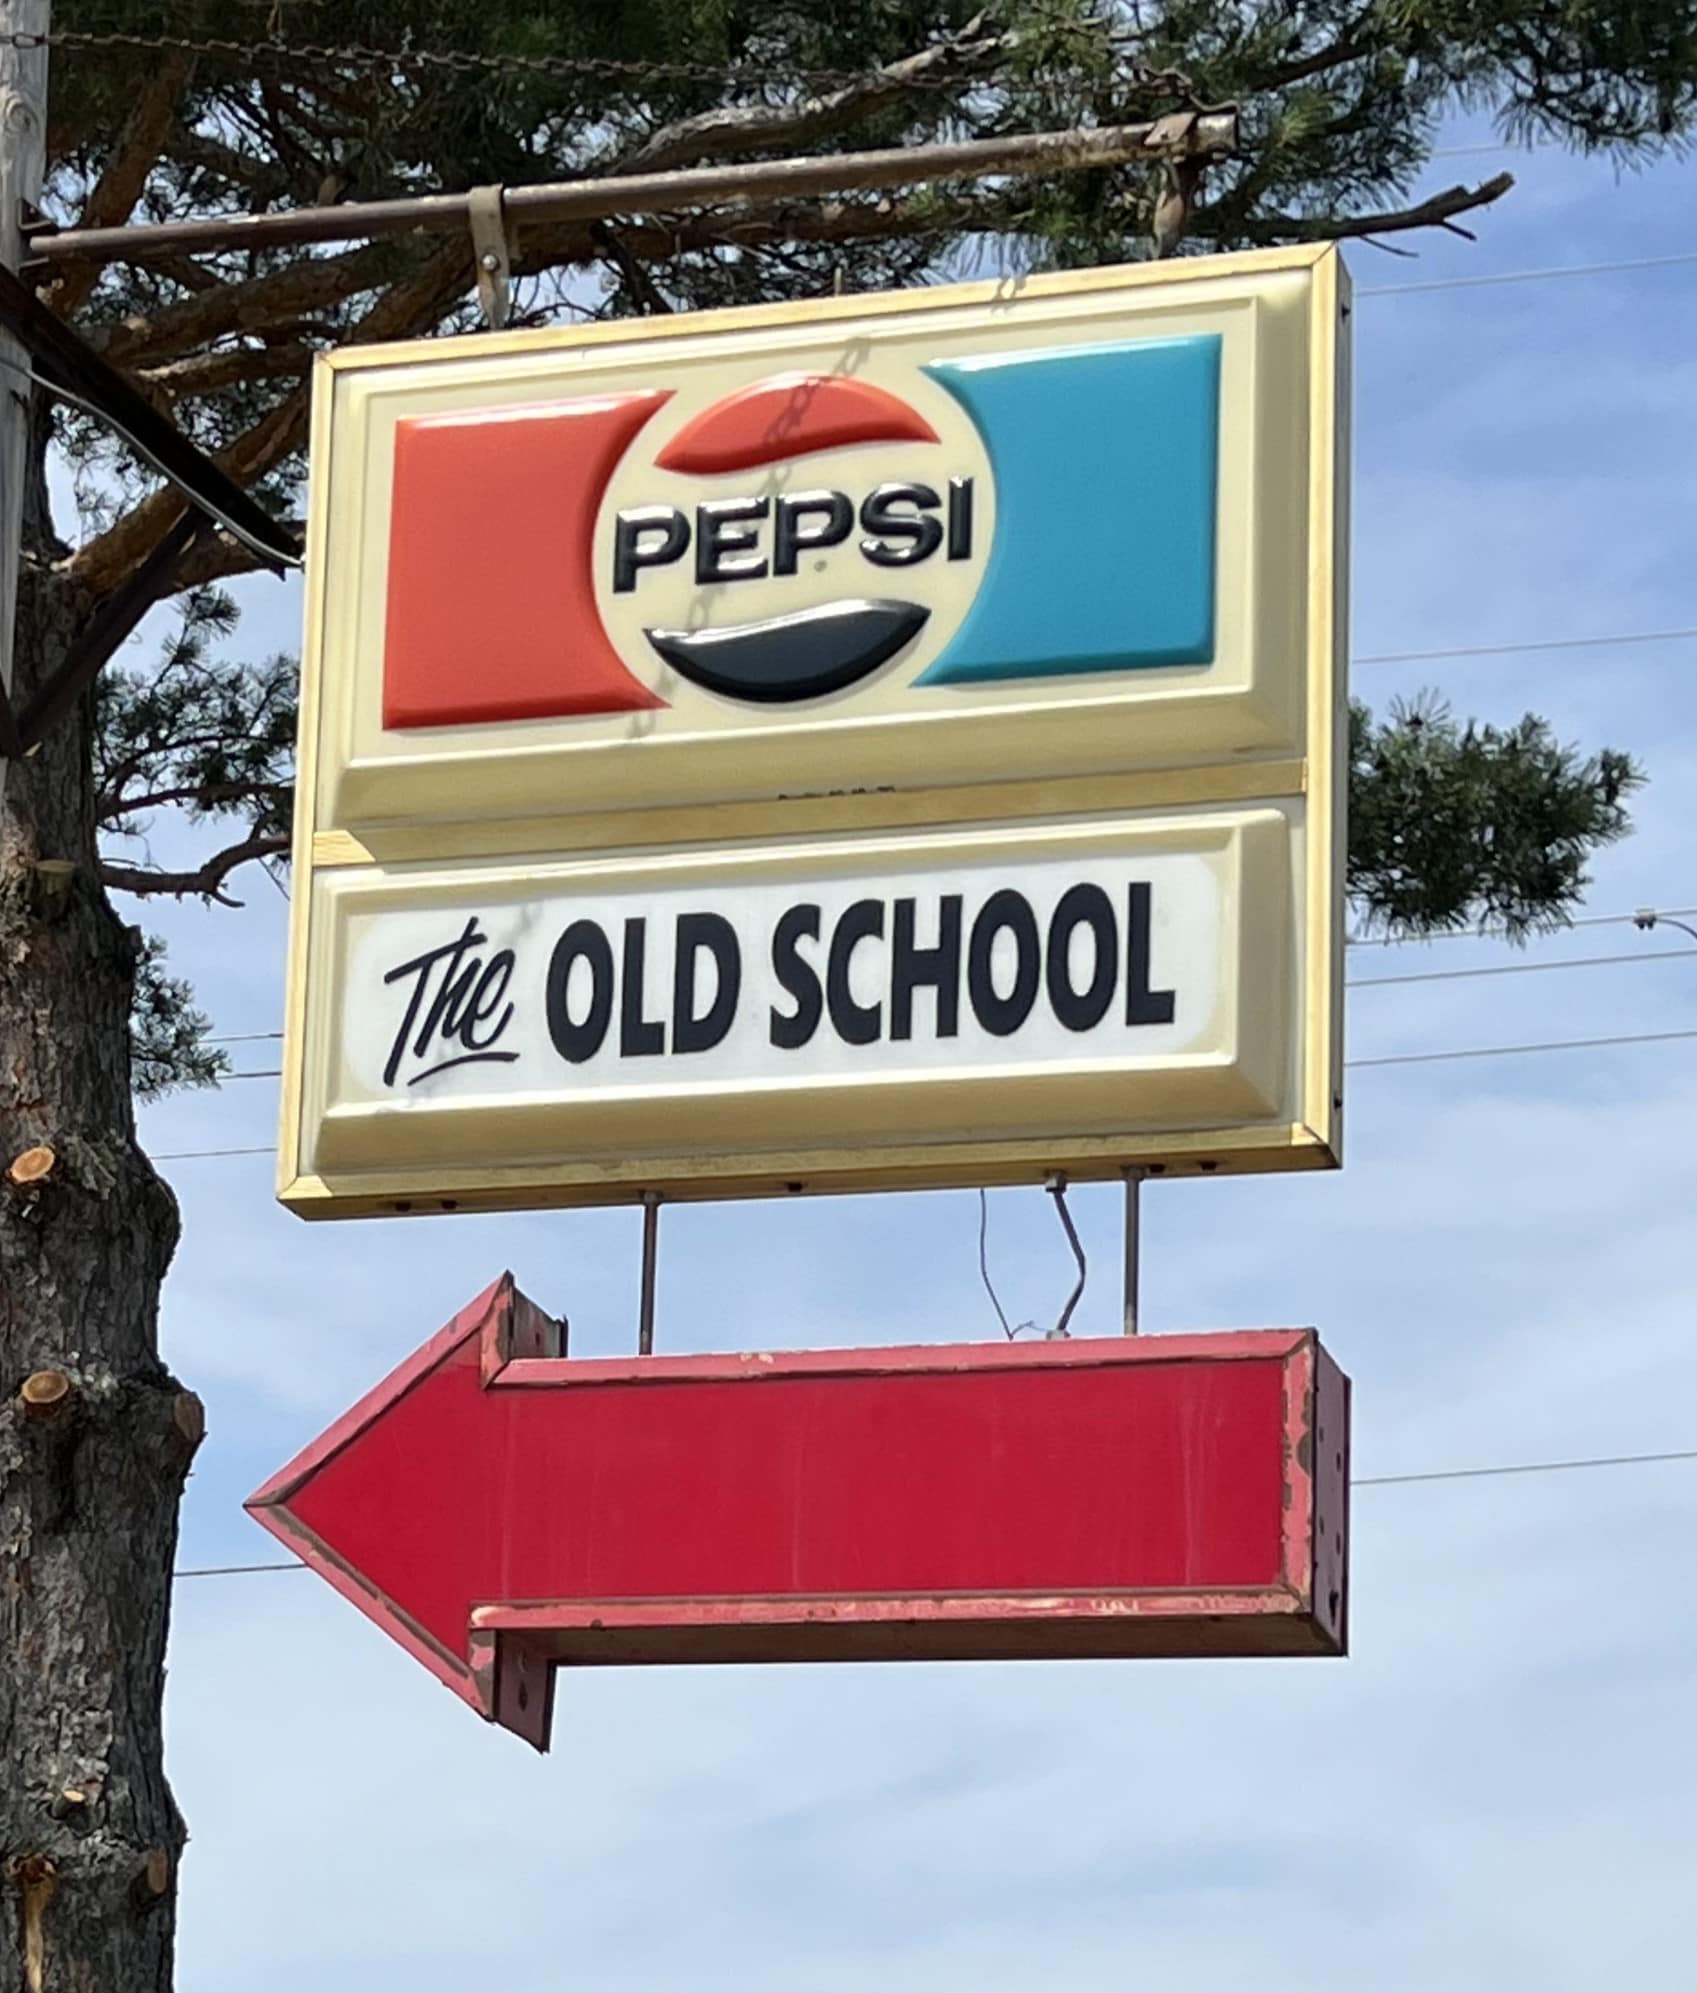 PEPSI
The OLD SCHOOL